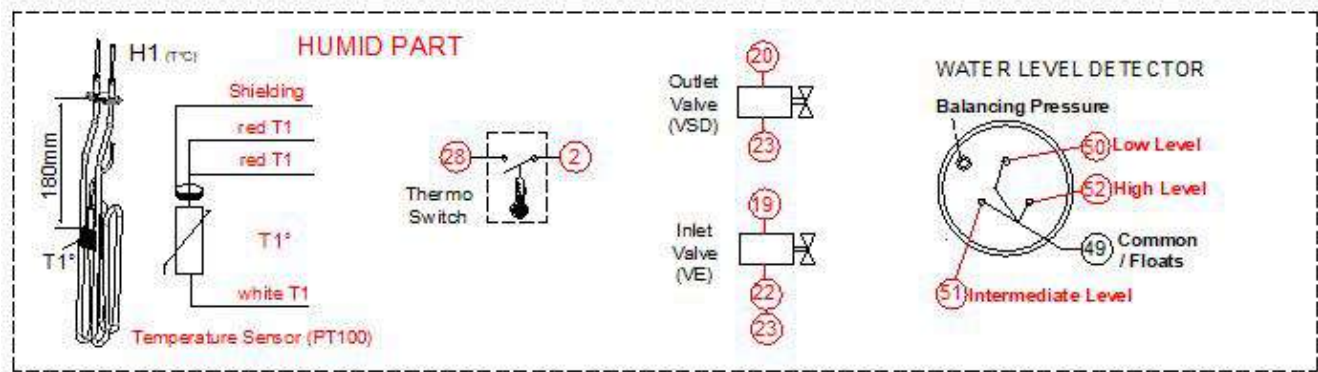 HUMID PART
H1 (T°C)
180mm
T1°
Shielding
red T1
red T1
T1°
white T1
Temperature Sensor (PT100)
28
2
Thermo
Switch
20
Outlet
Valve
(VSD)
23
19
Inlet
Valve
(VE)
22
23
WATER LEVEL DETECTOR
Balancing Pressure
50 Low Level
52 High Level
49 Common
/ Floats
51 Intermediate Level